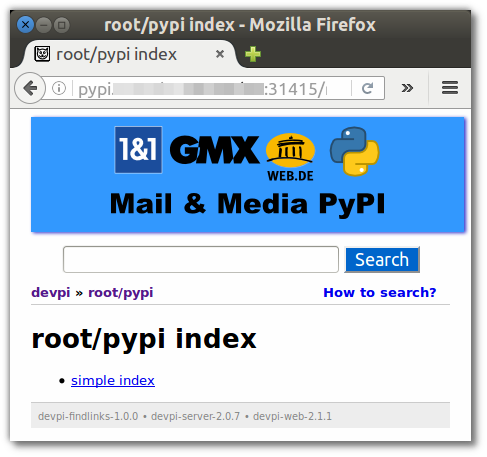 root/pypi index - Mozilla Firefox
root/pypi index
pypi. :31415/
1&1 GMX WEB.DE
Mail & Media PyPI
Search
devpi » root/pypi How to search?
root/pypi index
• simple index
devpi-findlinks-1.0.0 • devpi-server-2.0.7 • devpi-web-2.1.1